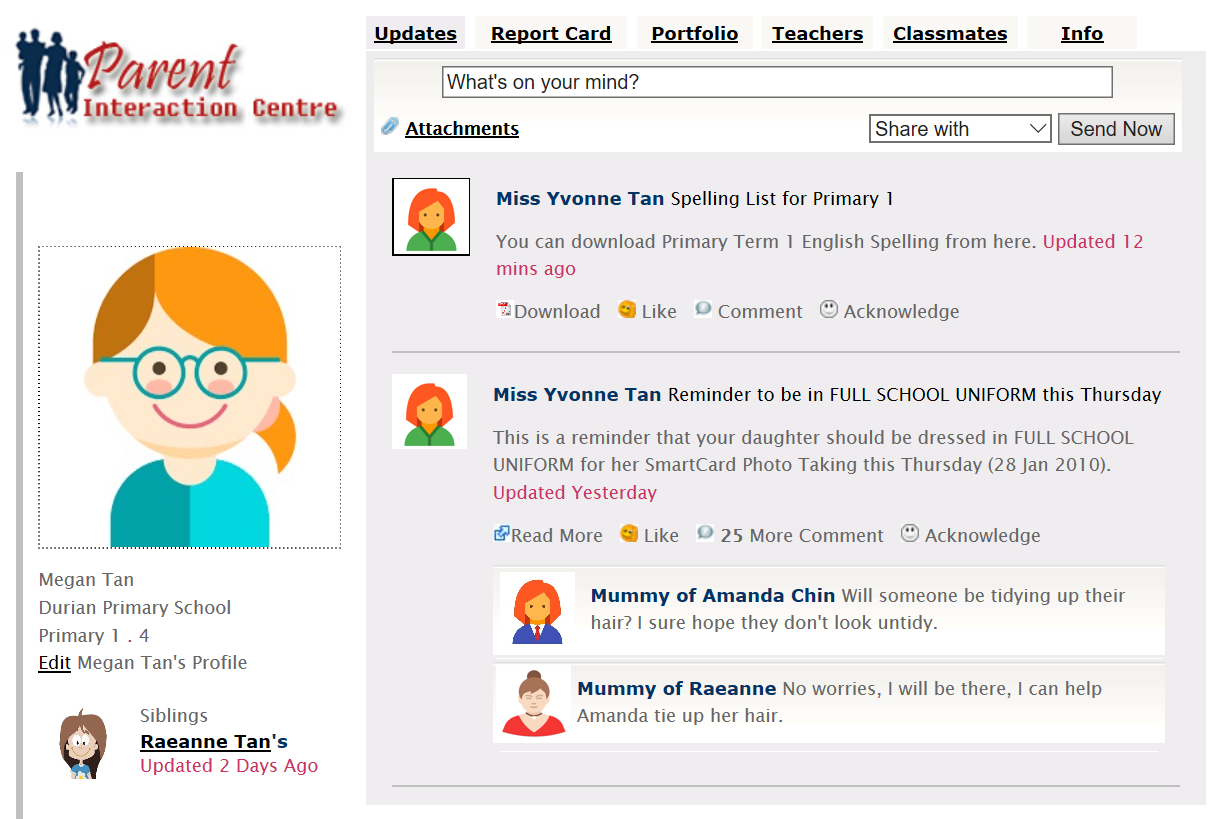 Parent
Interaction Centre
Updates
Report Card
Portfolio
Teachers
Classmates
Info
What's on your mind?
Attachments
Share with
Send Now
Miss Yvonne Tan Spelling List for Primary 1
You can download Primary Term 1 English Spelling from here. Updated 12
mins ago
Download Like Comment Acknowledge
Miss Yvonne Tan Reminder to be in FULL SCHOOL UNIFORM this Thursday
This is a reminder that your daughter should be dressed in FULL SCHOOL
UNIFORM for her SmartCard Photo Taking this Thursday (28 Jan 2010).
Updated Yesterday
Read More Like 25 More Comment Acknowledge
Mummy of Amanda Chin Will someone be tidying up their
hair? I sure hope they don't look untidy.
Mummy of Raeanne No worries, I will be there, I can help
Amanda tie up her hair.
Megan Tan
Durian Primary School
Primary 1 . 4
Edit Megan Tan's Profile
Siblings
Raeanne Tan's
Updated 2 Days Ago